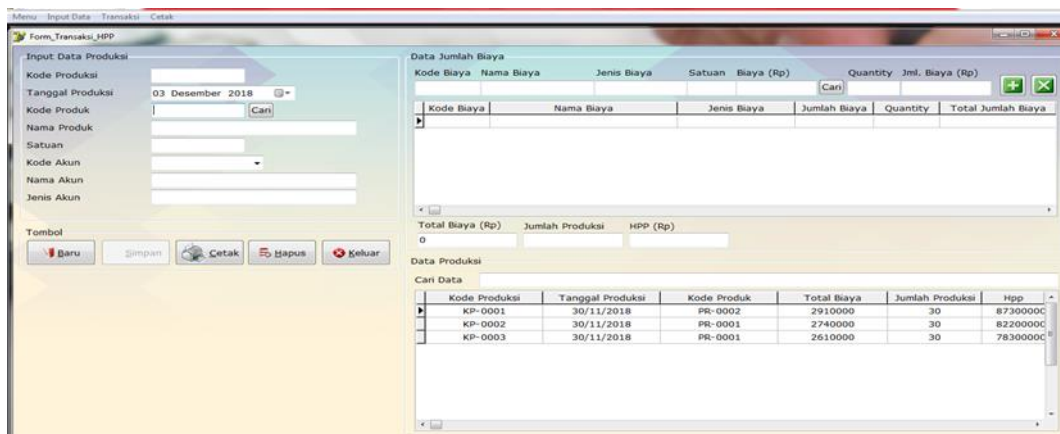 Menu Input Data Transaksi Cetak
Form_Transaksi_HPP
Input Data Produksi
Kode Produksi
Tanggal Produksi 03 Desember 2018
Kode Produk Cari
Nama Produk
Satuan
Kode Akun
Nama Akun
Jenis Akun
Tombol
Baru Simpan Cetak Hapus Keluar
Data Jumlah Biaya
Kode Biaya Nama Biaya Jenis Biaya Satuan Biaya (Rp) Quantity Jml. Biaya (Rp)
Cari
Kode Biaya Nama Biaya Jenis Biaya Jumlah Biaya Quantity Total Jumlah Biaya
Total Biaya (Rp) Jumlah Produksi HPP (Rp)
0
Data Produksi
Cari Data
Kode Produksi Tanggal Produksi Kode Produk Total Biaya Jumlah Produksi Hpp
KP-0001 30/11/2018 PR-0002 2910000 30 87300000
KP-0002 30/11/2018 PR-0001 2740000 30 82200000
KP-0003 30/11/2018 PR-0001 2610000 30 78300000